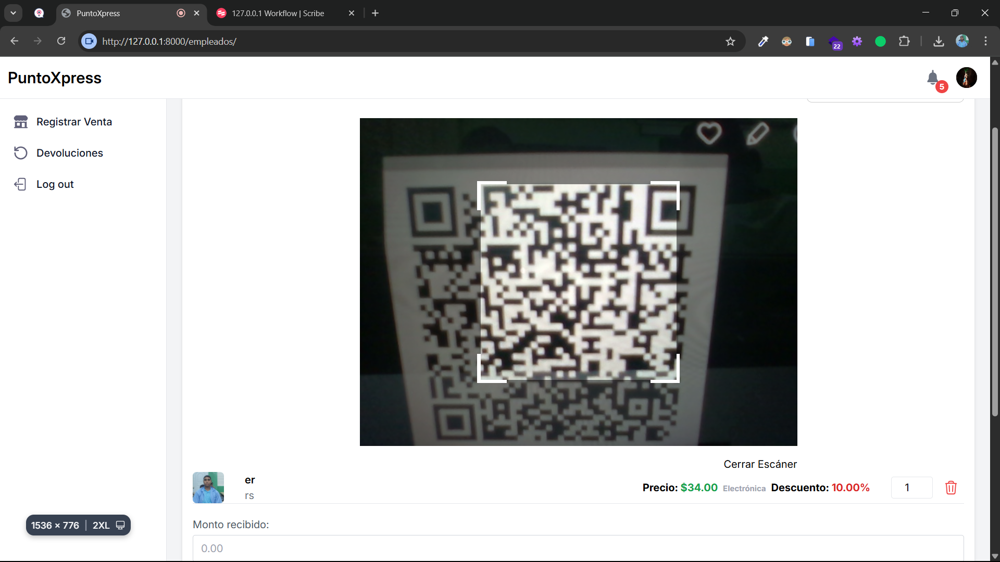 PuntoXpress
127.0.0.1 Workflow | Scribe
http://127.0.0.1:8000/empleados/
22
PuntoXpress
5
Registrar Venta
Devoluciones
Log out
Cerrar Escáner
er
rs
Precio: $34.00 Electrónica Descuento: 10.00%
1
1536 × 776 | 2XL
Monto recibido:
0.00